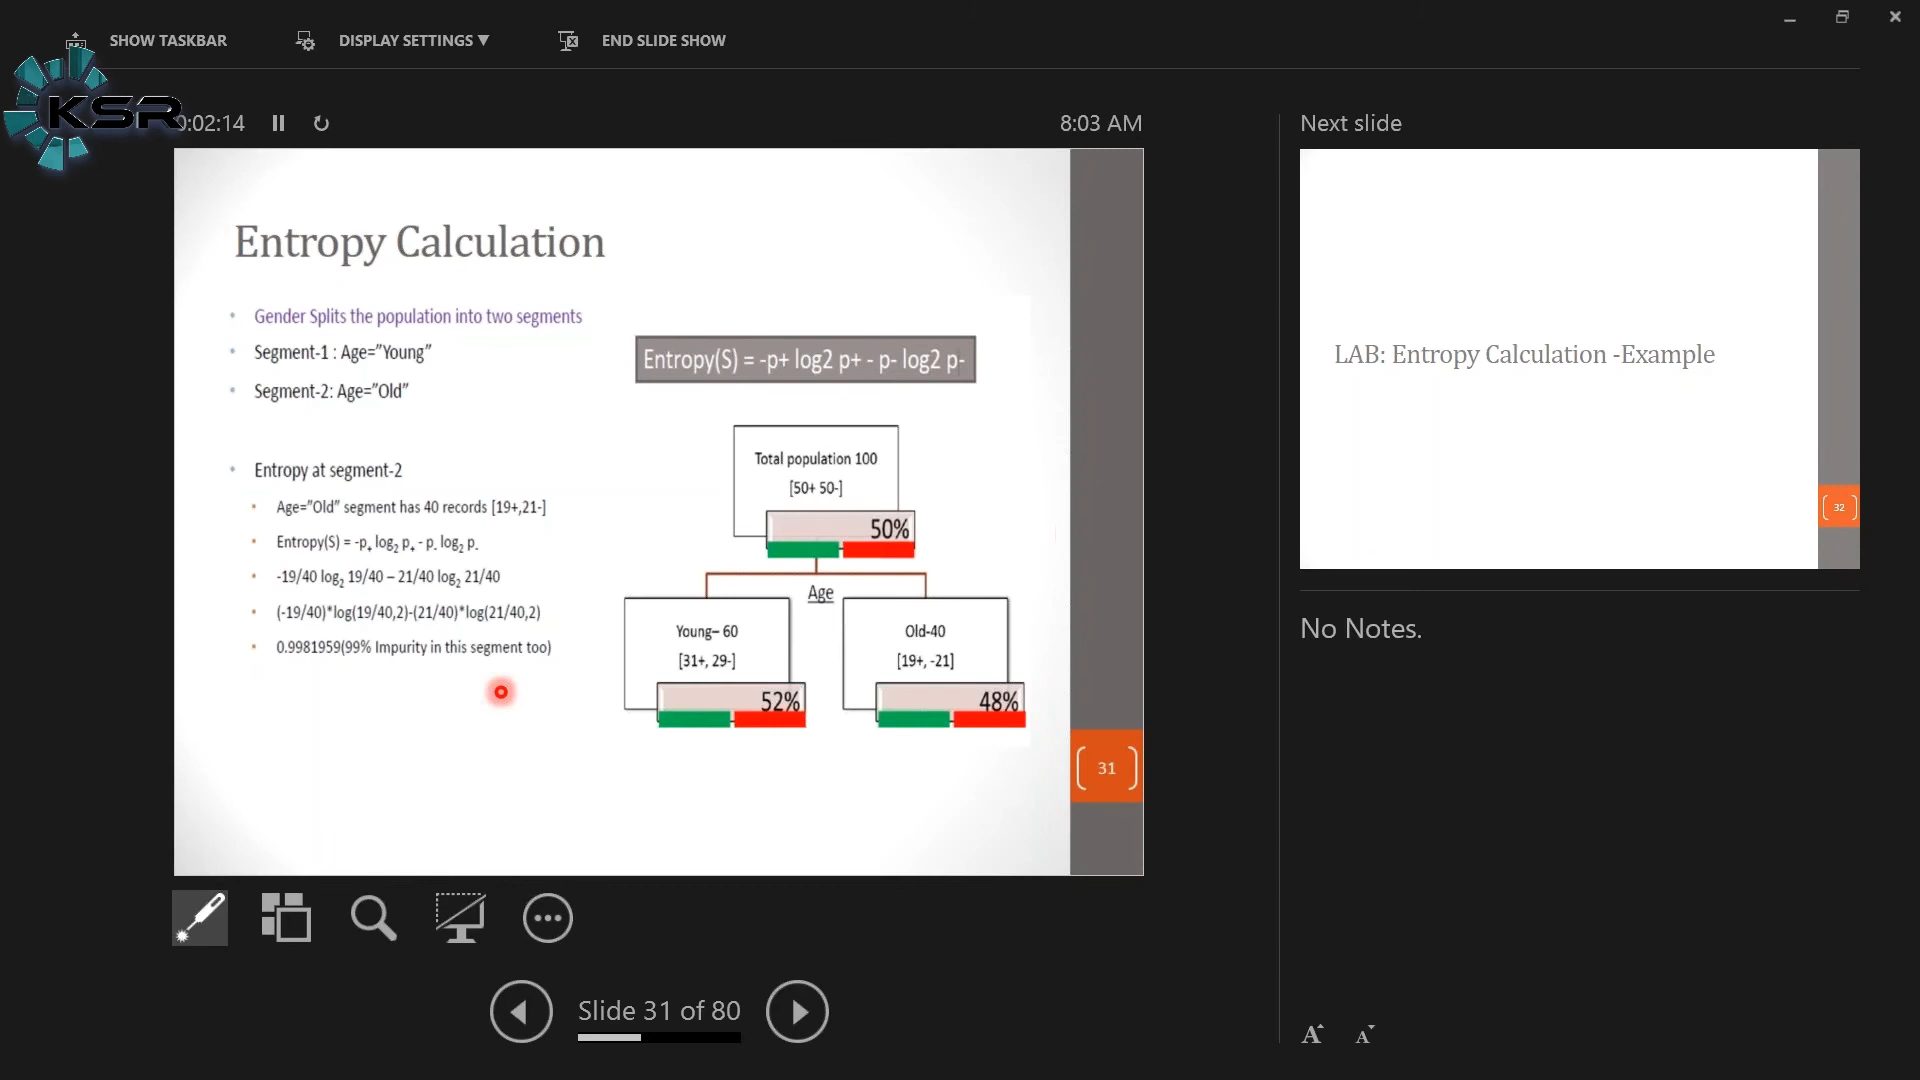 SHOW TASKBAR
DISPLAY SETTINGS ▼
END SLIDE SHOW
KSR
0:02:14
8:03 AM
Next slide
Entropy Calculation
• Gender Splits the population into two segments
• Segment-1 : Age=”Young”
• Segment-2: Age=”Old”
• Entropy at segment-2
• Age=”Old” segment has 40 records [19+,21-]
• Entropy(S) = -p+ log2 p+ - p- log2 p-
• -19/40 log2 19/40 – 21/40 log2 21/40
• (-19/40)*log(19/40,2)-(21/40)*log(21/40,2)
• 0.9981959(99% Impurity in this segment too)
Entropy(S) = -p+ log2 p+ - p- log2 p-
Total population 100
[50+ 50-]
50%
Age
Young– 60
[31+, 29-]
52%
Old-40
[19+, -21]
48%
31
LAB: Entropy Calculation -Example
32
No Notes.
Slide 31 of 80
A A